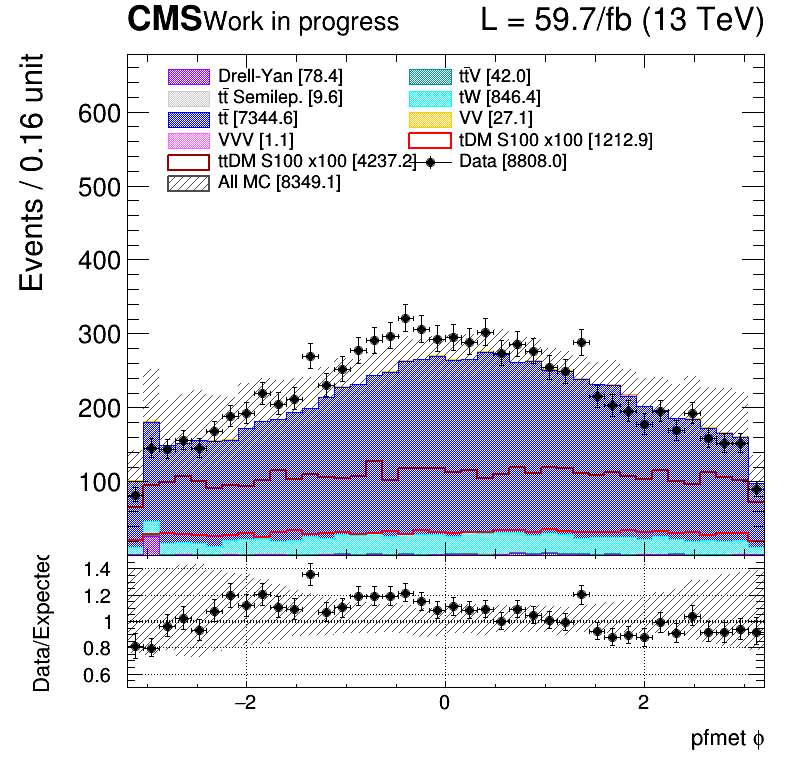 CMS Work in progress L = 59.7/fb (13 TeV)
Events / 0.16 unit
Drell-Yan [78.4] tt̄V [42.0]
tt̄ Semilep. [9.6] tW [846.4]
tt̄ [7344.6] VV [27.1]
VVV [1.1] tDM S100 x100 [1212.9]
ttDM S100 x100 [4237.2] Data [8808.0]
All MC [8349.1]
600
500
400
300
200
100
Data/Expected
1.4
1.2
1
0.8
0.6
−2 0 2
pfmet ϕ